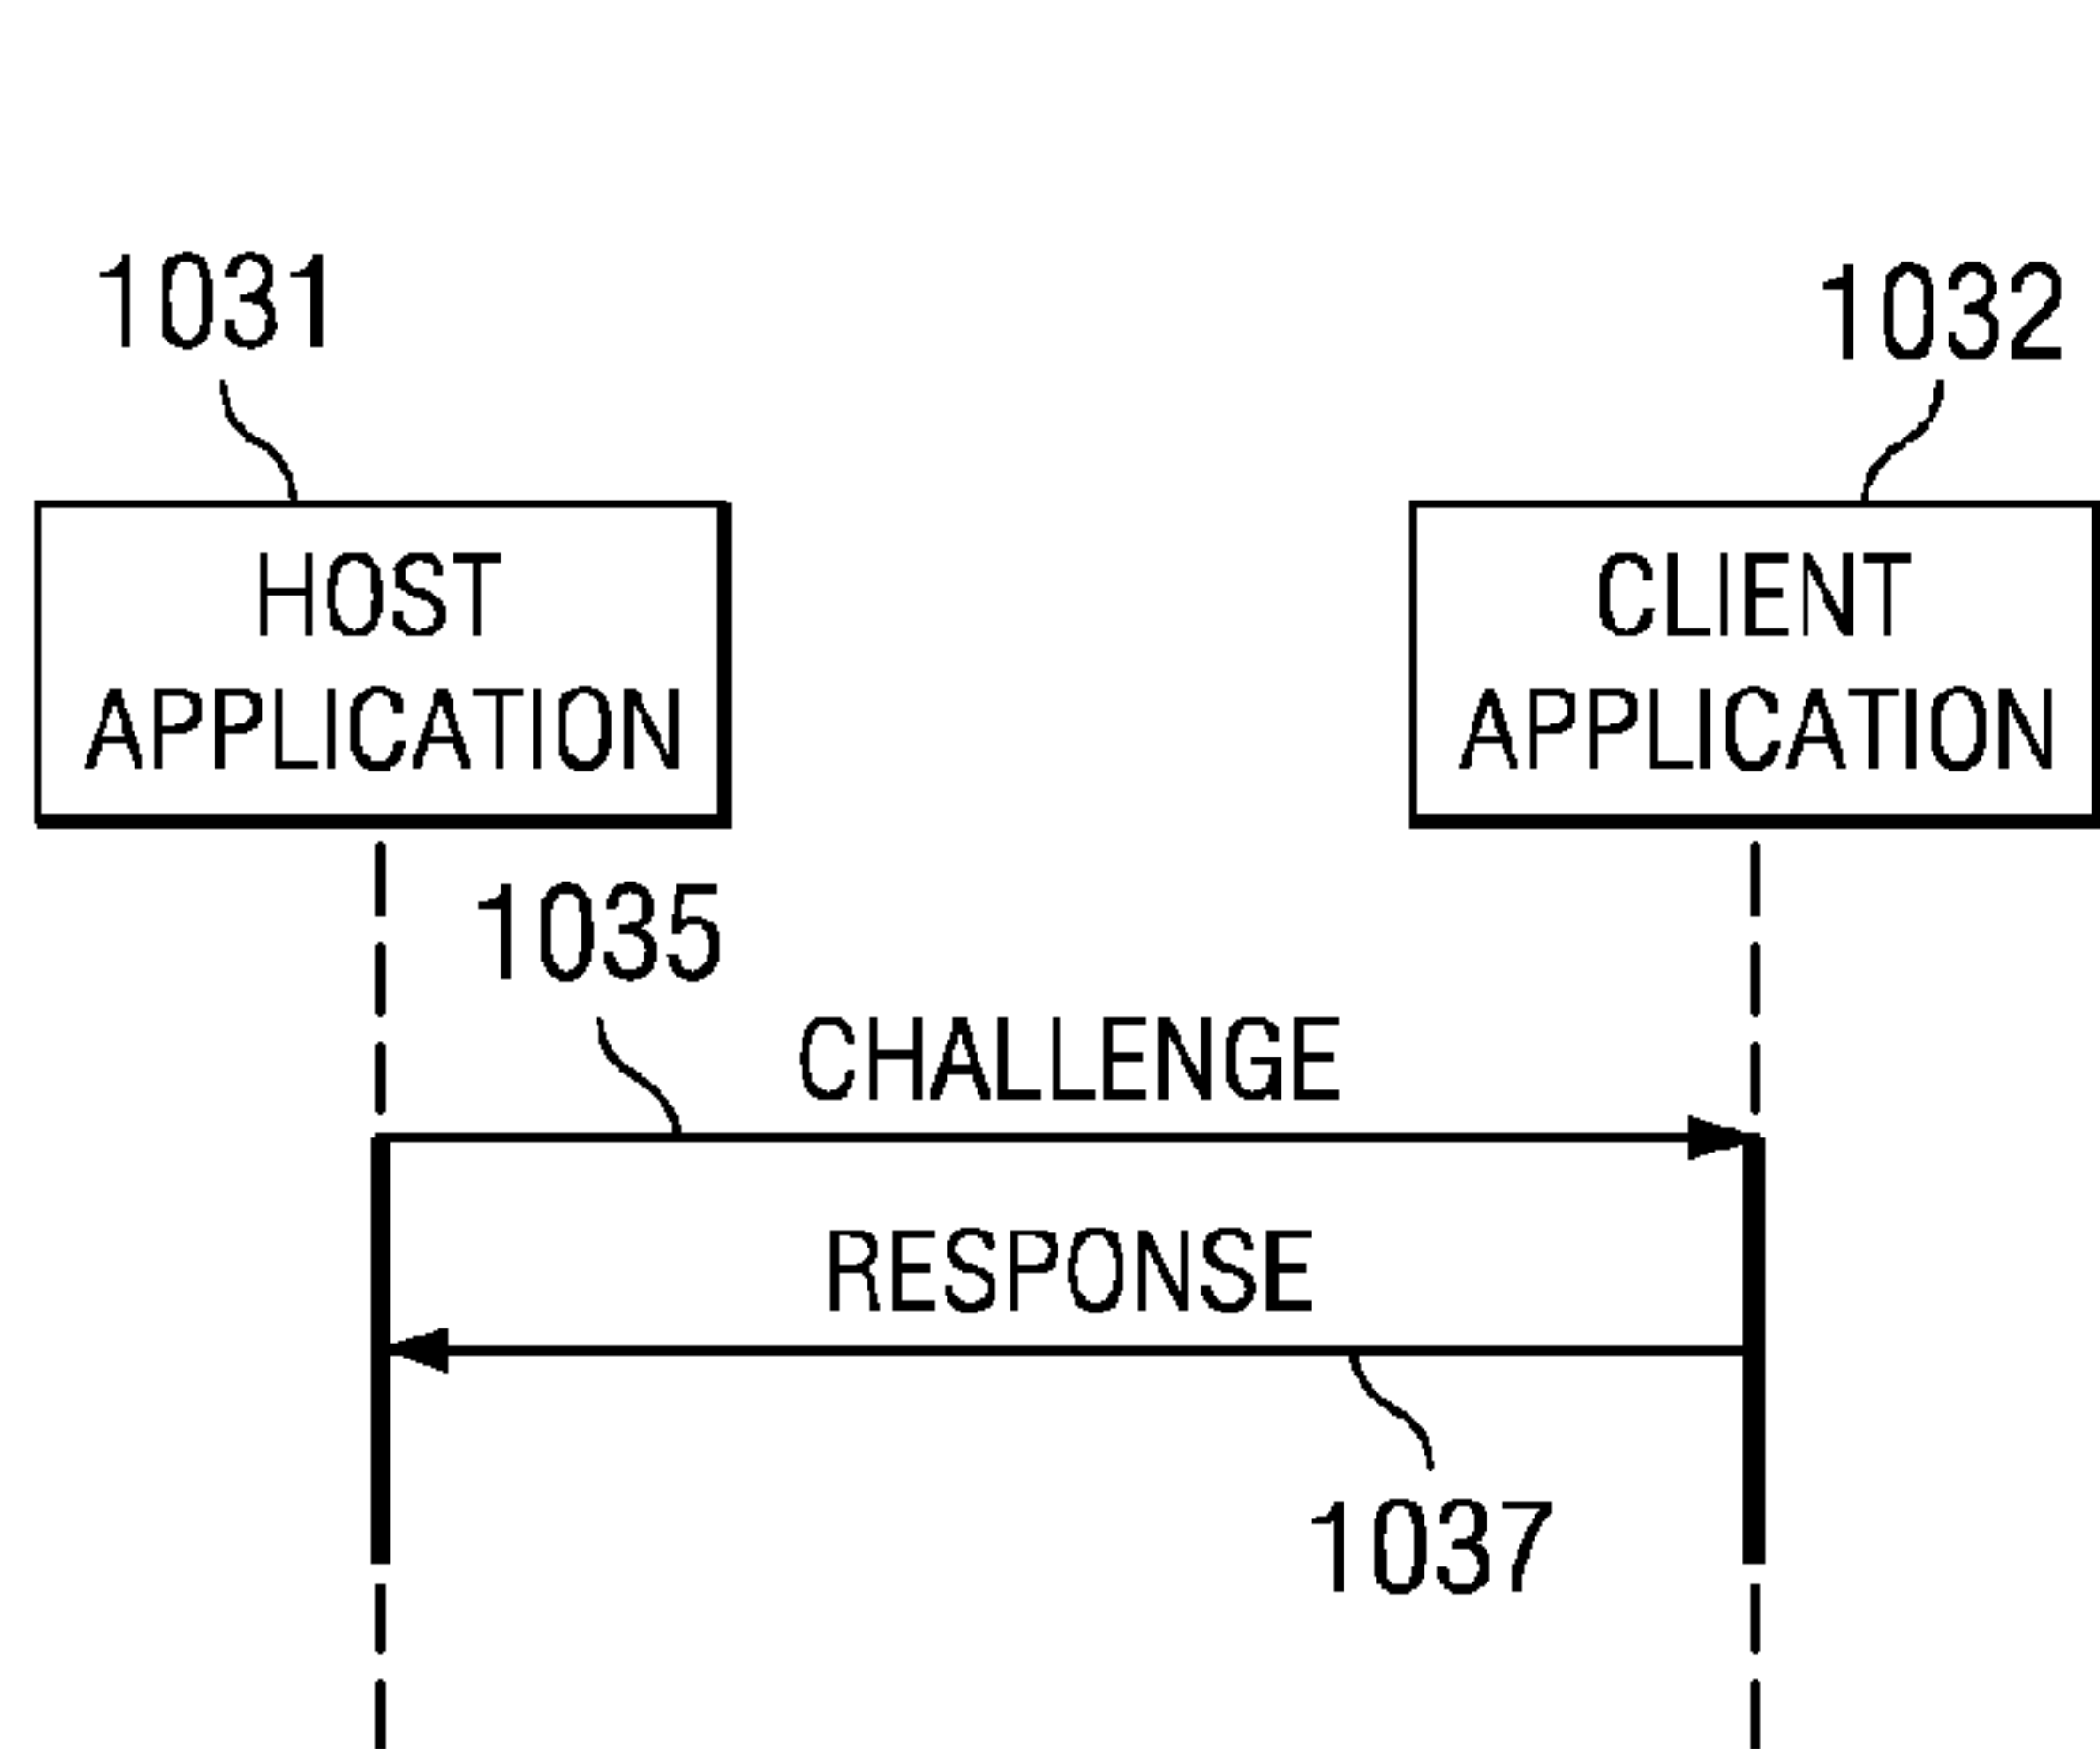 1031
1032
HOST
APPLICATION
CLIENT
APPLICATION
1035
CHALLENGE
RESPONSE
1037